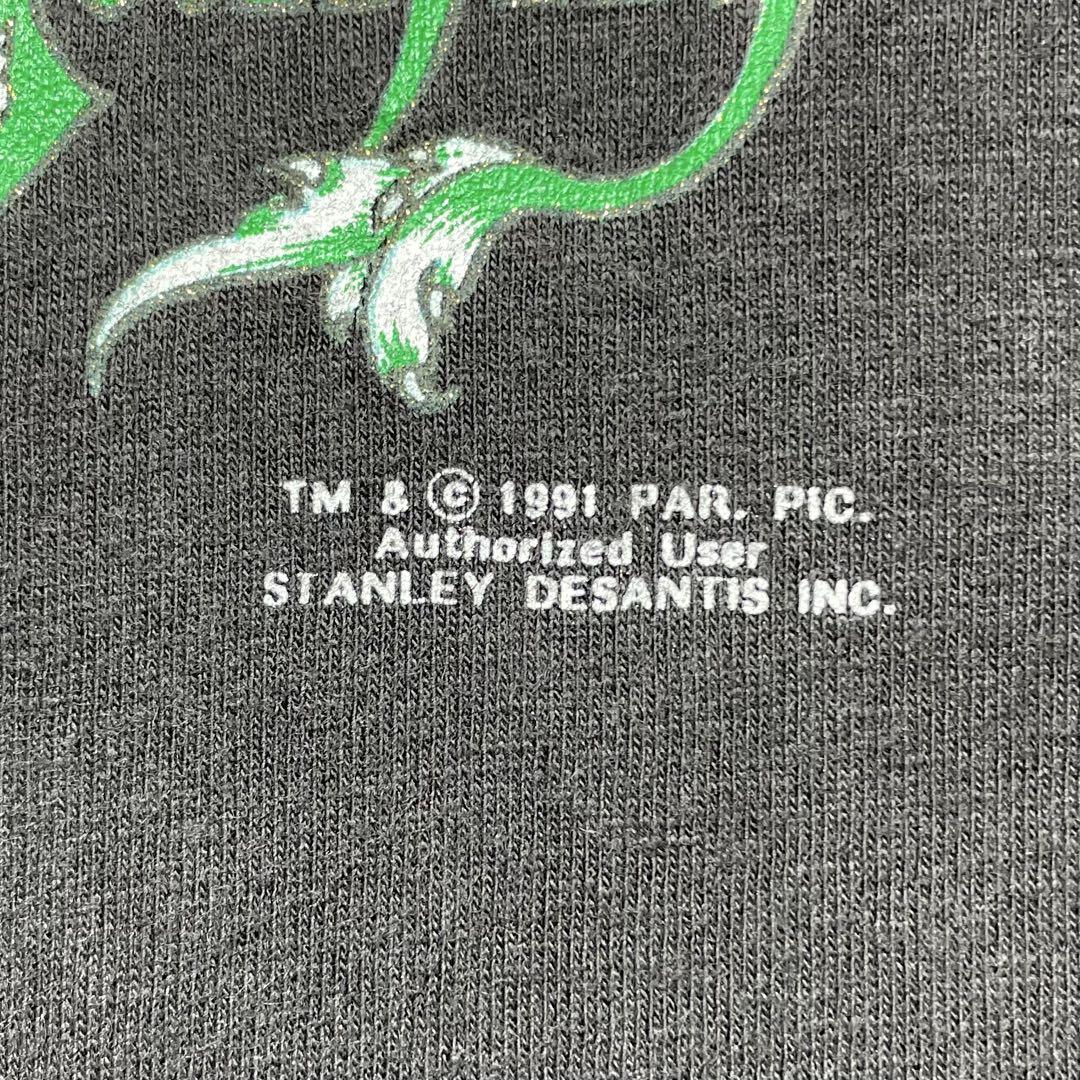 TM & © 1991 PAR. PIC.
Authorized User
STANLEY DESANTIS INC.